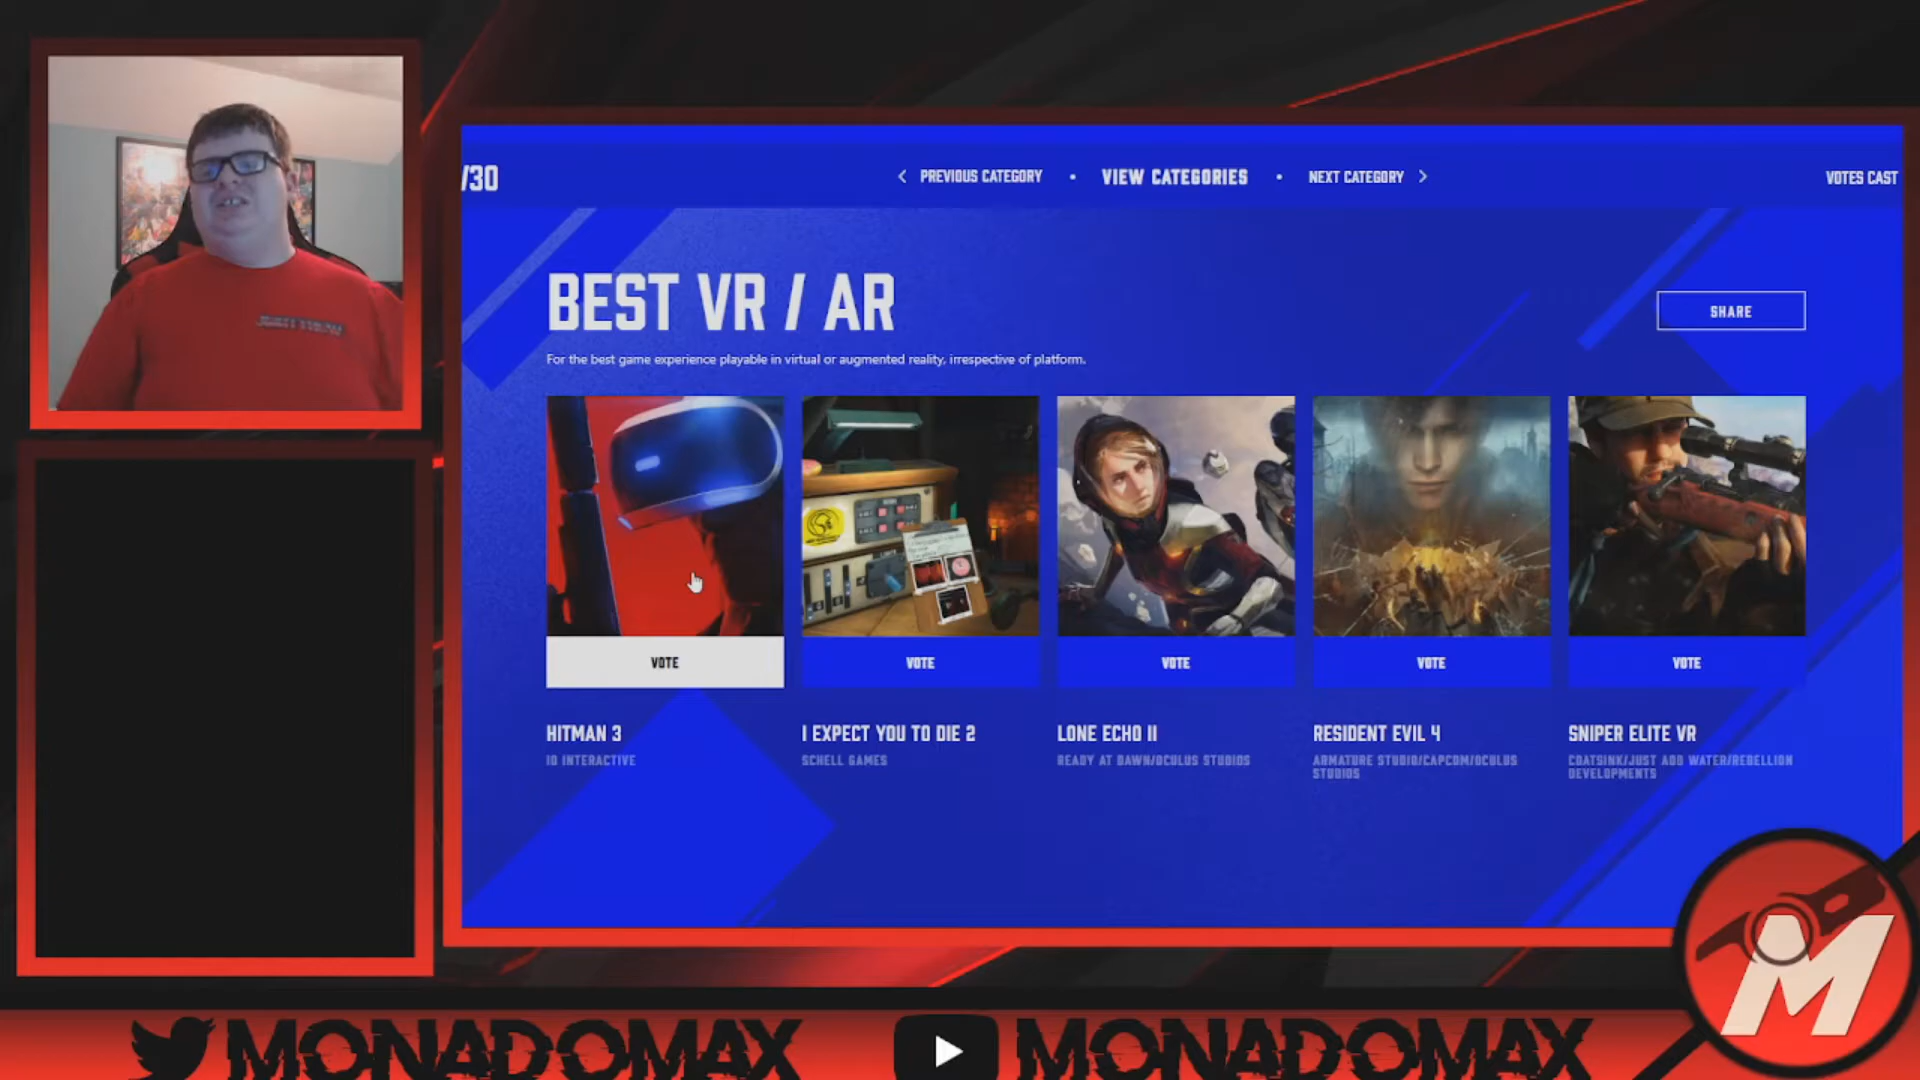 /30
PREVIOUS CATEGORY • VIEW CATEGORIES • NEXT CATEGORY
VOTES CAST
BEST VR / AR
SHARE
For the best game experience playable in virtual or augmented reality, irrespective of platform.
VOTE
VOTE
VOTE
VOTE
VOTE
HITMAN 3
IO INTERACTIVE
I EXPECT YOU TO DIE 2
SCHELL GAMES
LONE ECHO II
READY AT DAWN/OCULUS STUDIOS
RESIDENT EVIL 4
ARMATURE STUDIO/CAPCOM/OCULUS
STUDIOS
SNIPER ELITE VR
COATSINK/JUST ADD WATER/REBELLION
DEVELOPMENTS
M
MONADOMAX
MONADOMAX